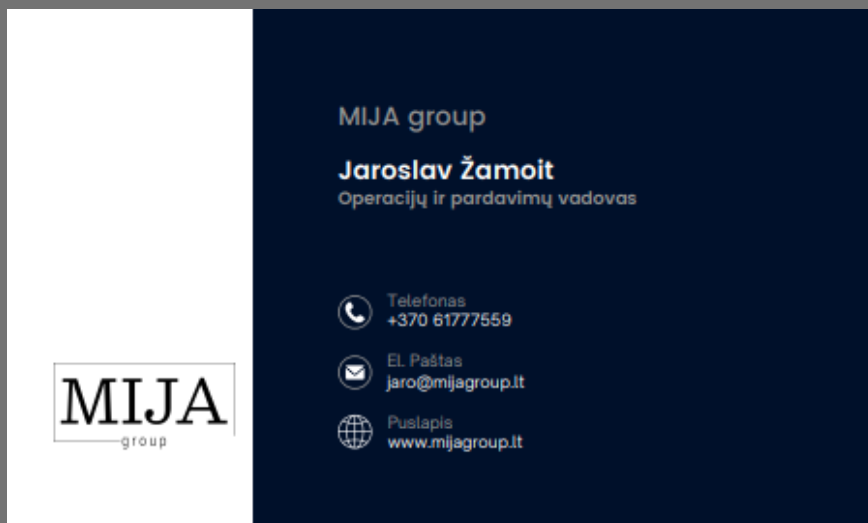 MIJA group
Jaroslav Žamoit
Operacijų ir pardavimų vadovas
Telefonas
+370 61777559
El. Paštas
jaro@mijagroup.lt
Puslapis
www.mijagroup.lt
MIJA
group